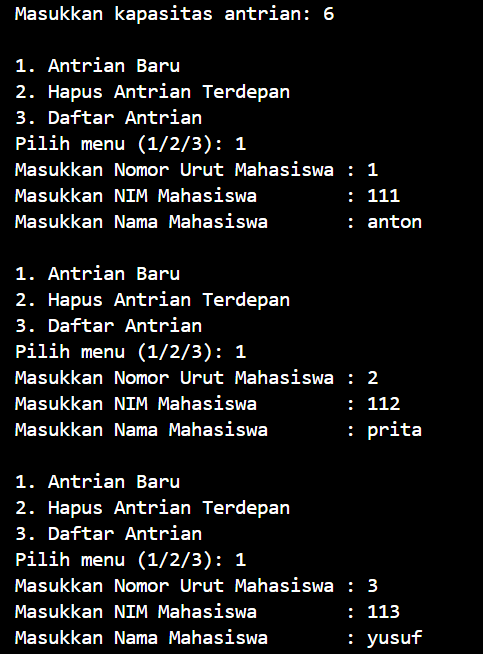 Masukkan kapasitas antrian: 6
1. Antrian Baru
2. Hapus Antrian Terdepan
3. Daftar Antrian
Pilih menu (1/2/3): 1
Masukkan Nomor Urut Mahasiswa : 1
Masukkan NIM Mahasiswa : 111
Masukkan Nama Mahasiswa : anton
1. Antrian Baru
2. Hapus Antrian Terdepan
3. Daftar Antrian
Pilih menu (1/2/3): 1
Masukkan Nomor Urut Mahasiswa : 2
Masukkan NIM Mahasiswa : 112
Masukkan Nama Mahasiswa : prita
1. Antrian Baru
2. Hapus Antrian Terdepan
3. Daftar Antrian
Pilih menu (1/2/3): 1
Masukkan Nomor Urut Mahasiswa : 3
Masukkan NIM Mahasiswa : 113
Masukkan Nama Mahasiswa : yusuf